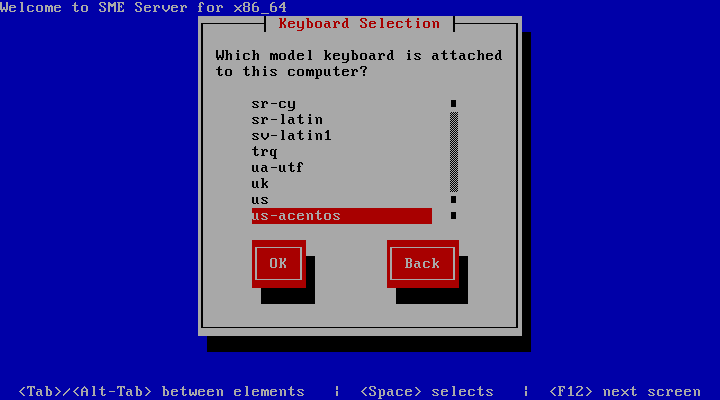 Welcome to SME Server for x86_64
Keyboard Selection
Which model keyboard is attached
to this computer?
sr-cy
sr-latin
sv-latin1
trq
ua-utf
uk
us
us-acentos
OK Back
<Tab>/<Alt-Tab> between elements | <Space> selects | <F12> next screen